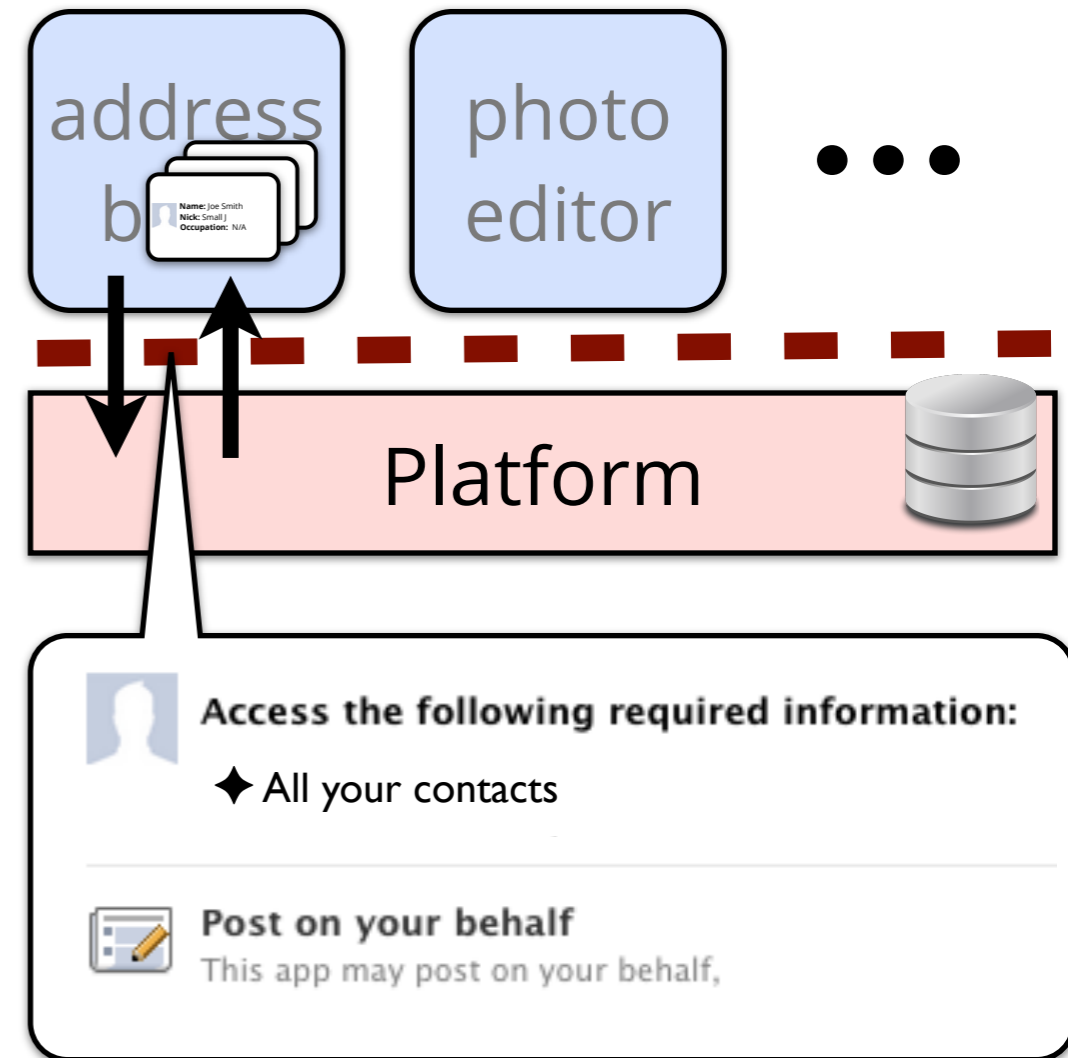 address
photo
b
editor
Name: Joe Smith
Nick: Small J
Occupation: N/A
Platform
Access the following required information:
✦ All your contacts
Post on your behalf
This app may post on your behalf,